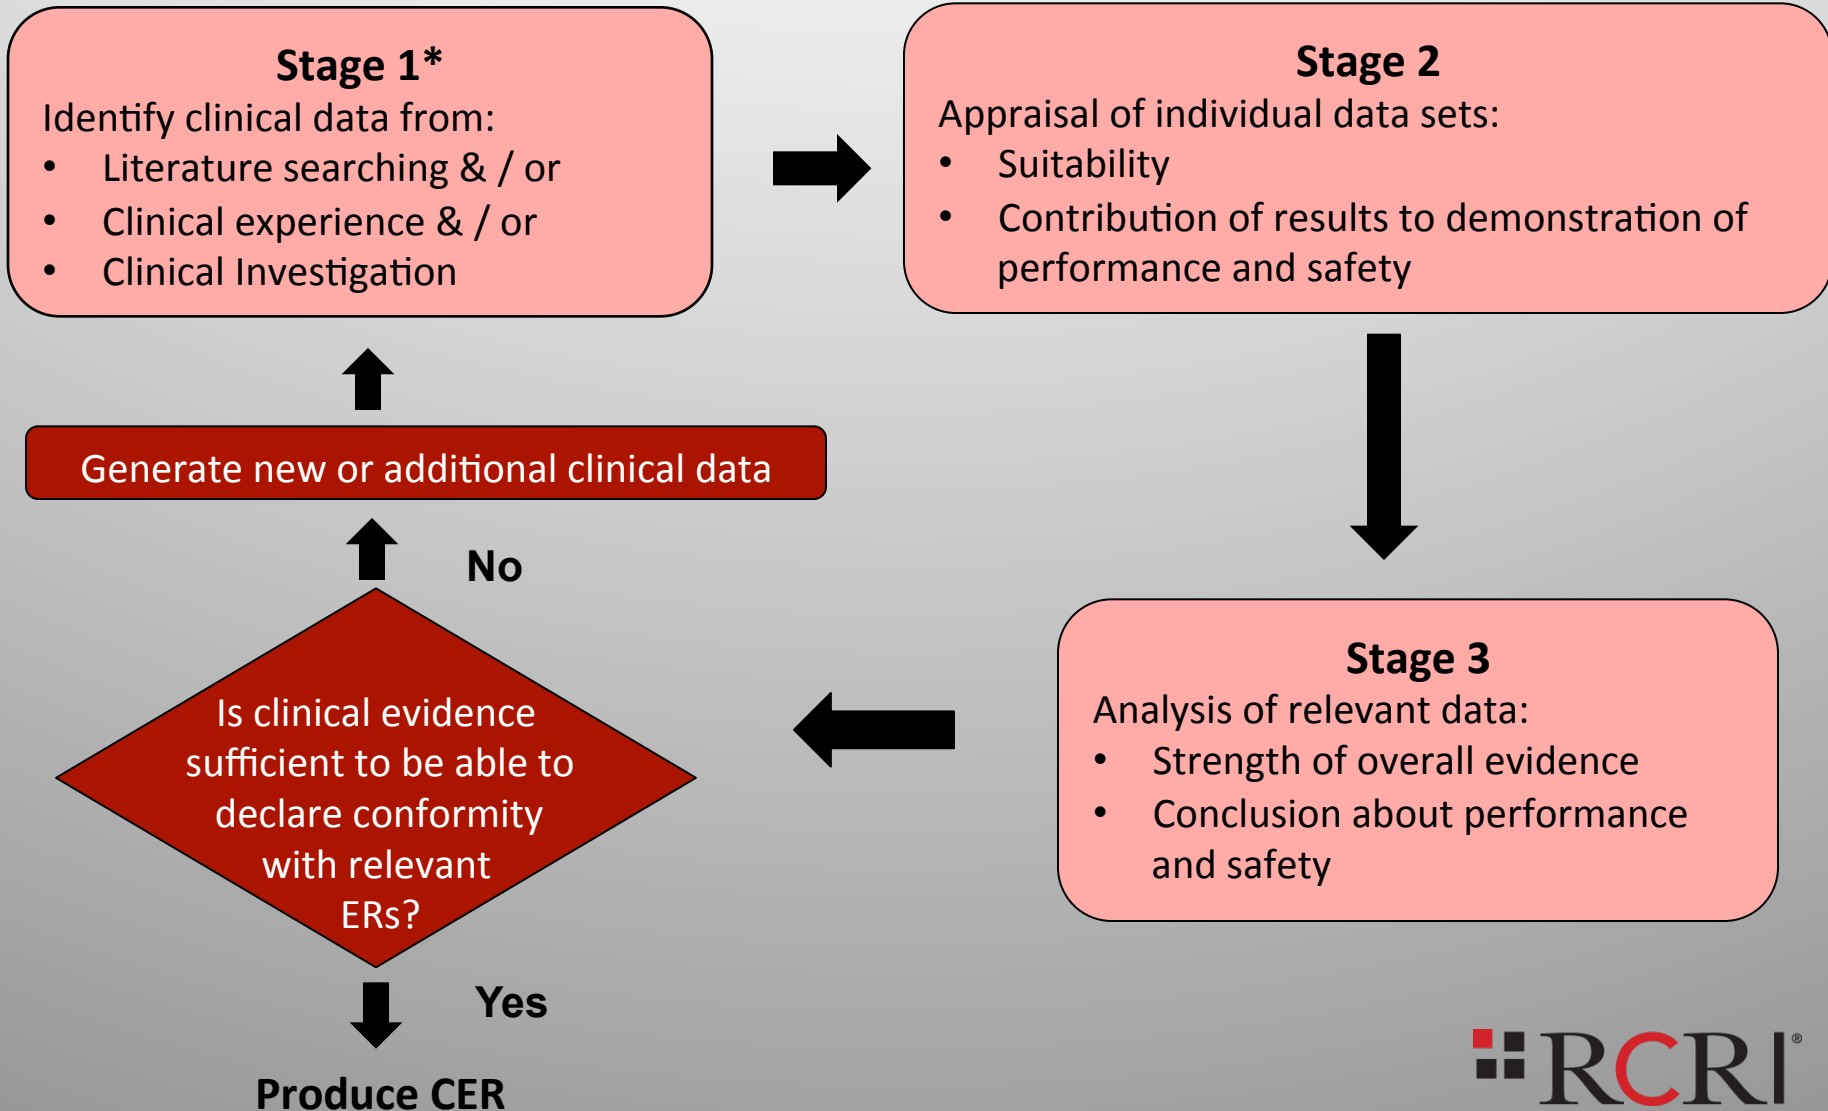 Stage 1*
Identify clinical data from:
• Literature searching & / or
• Clinical experience & / or
• Clinical Investigation
Stage 2
Appraisal of individual data sets:
• Suitability
• Contribution of results to demonstration of
performance and safety
Stage 3
Analysis of relevant data:
• Strength of overall evidence
• Conclusion about performance
and safety
Is clinical evidence
sufficient to be able to
declare conformity
with relevant
ERs?
No
Generate new or additional clinical data
Yes
Produce CER
RCRI®